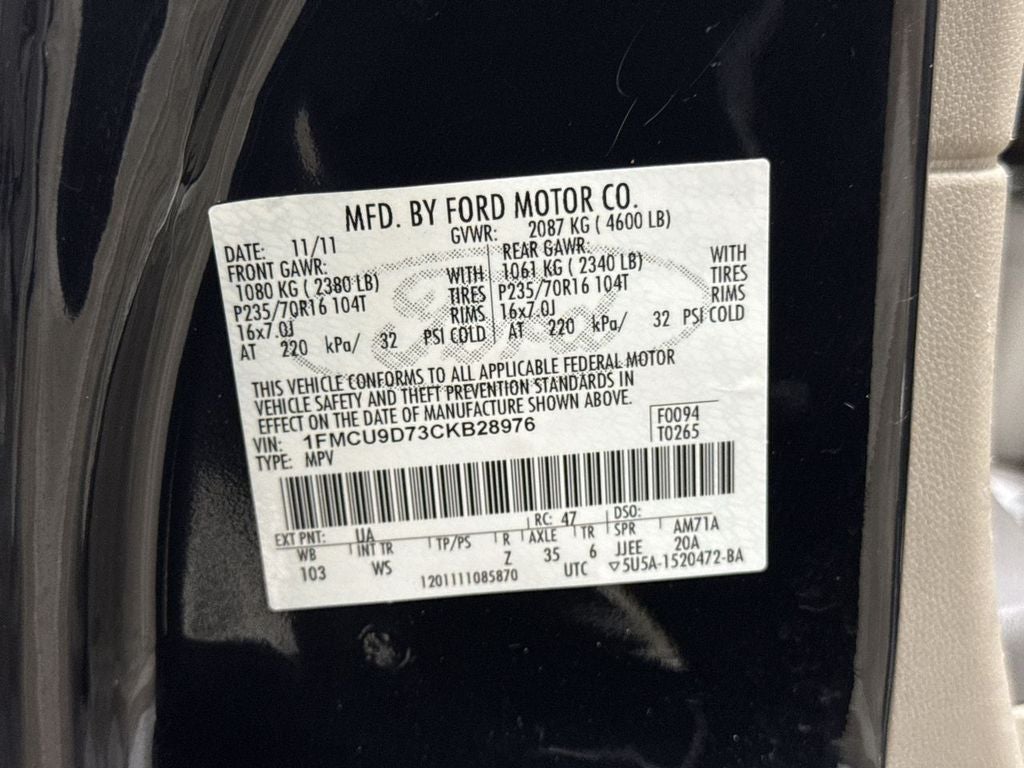 MFD. BY FORD MOTOR CO.
DATE: 11/11 GVWR: 2087 KG ( 4600 LB)
FRONT GAWR: REAR GAWR:
1080 KG ( 2380 LB) WITH 1061 KG ( 2340 LB) WITH
P235/70R16 104T TIRES P235/70R16 104T TIRES
16x7.0J RIMS 16x7.0J RIMS
AT 220 kPa/ 32 PSI COLD AT 220 kPa/ 32 PSI COLD
THIS VEHICLE CONFORMS TO ALL APPLICABLE FEDERAL MOTOR
VEHICLE SAFETY AND THEFT PREVENTION STANDARDS IN
EFFECT ON THE DATE OF MANUFACTURE SHOWN ABOVE.
VIN: 1FMCU9D73CKB28976 F0094
TYPE: MPV T0265
EXT PNT: UA RC: 47 DSO:
WB INT TR TP/PS R AXLE TR SPR AM71A
103 WS Z 35 6 JJEE 20A
1201111085870 UTC ▽5U5A-1520472-BA
Ford